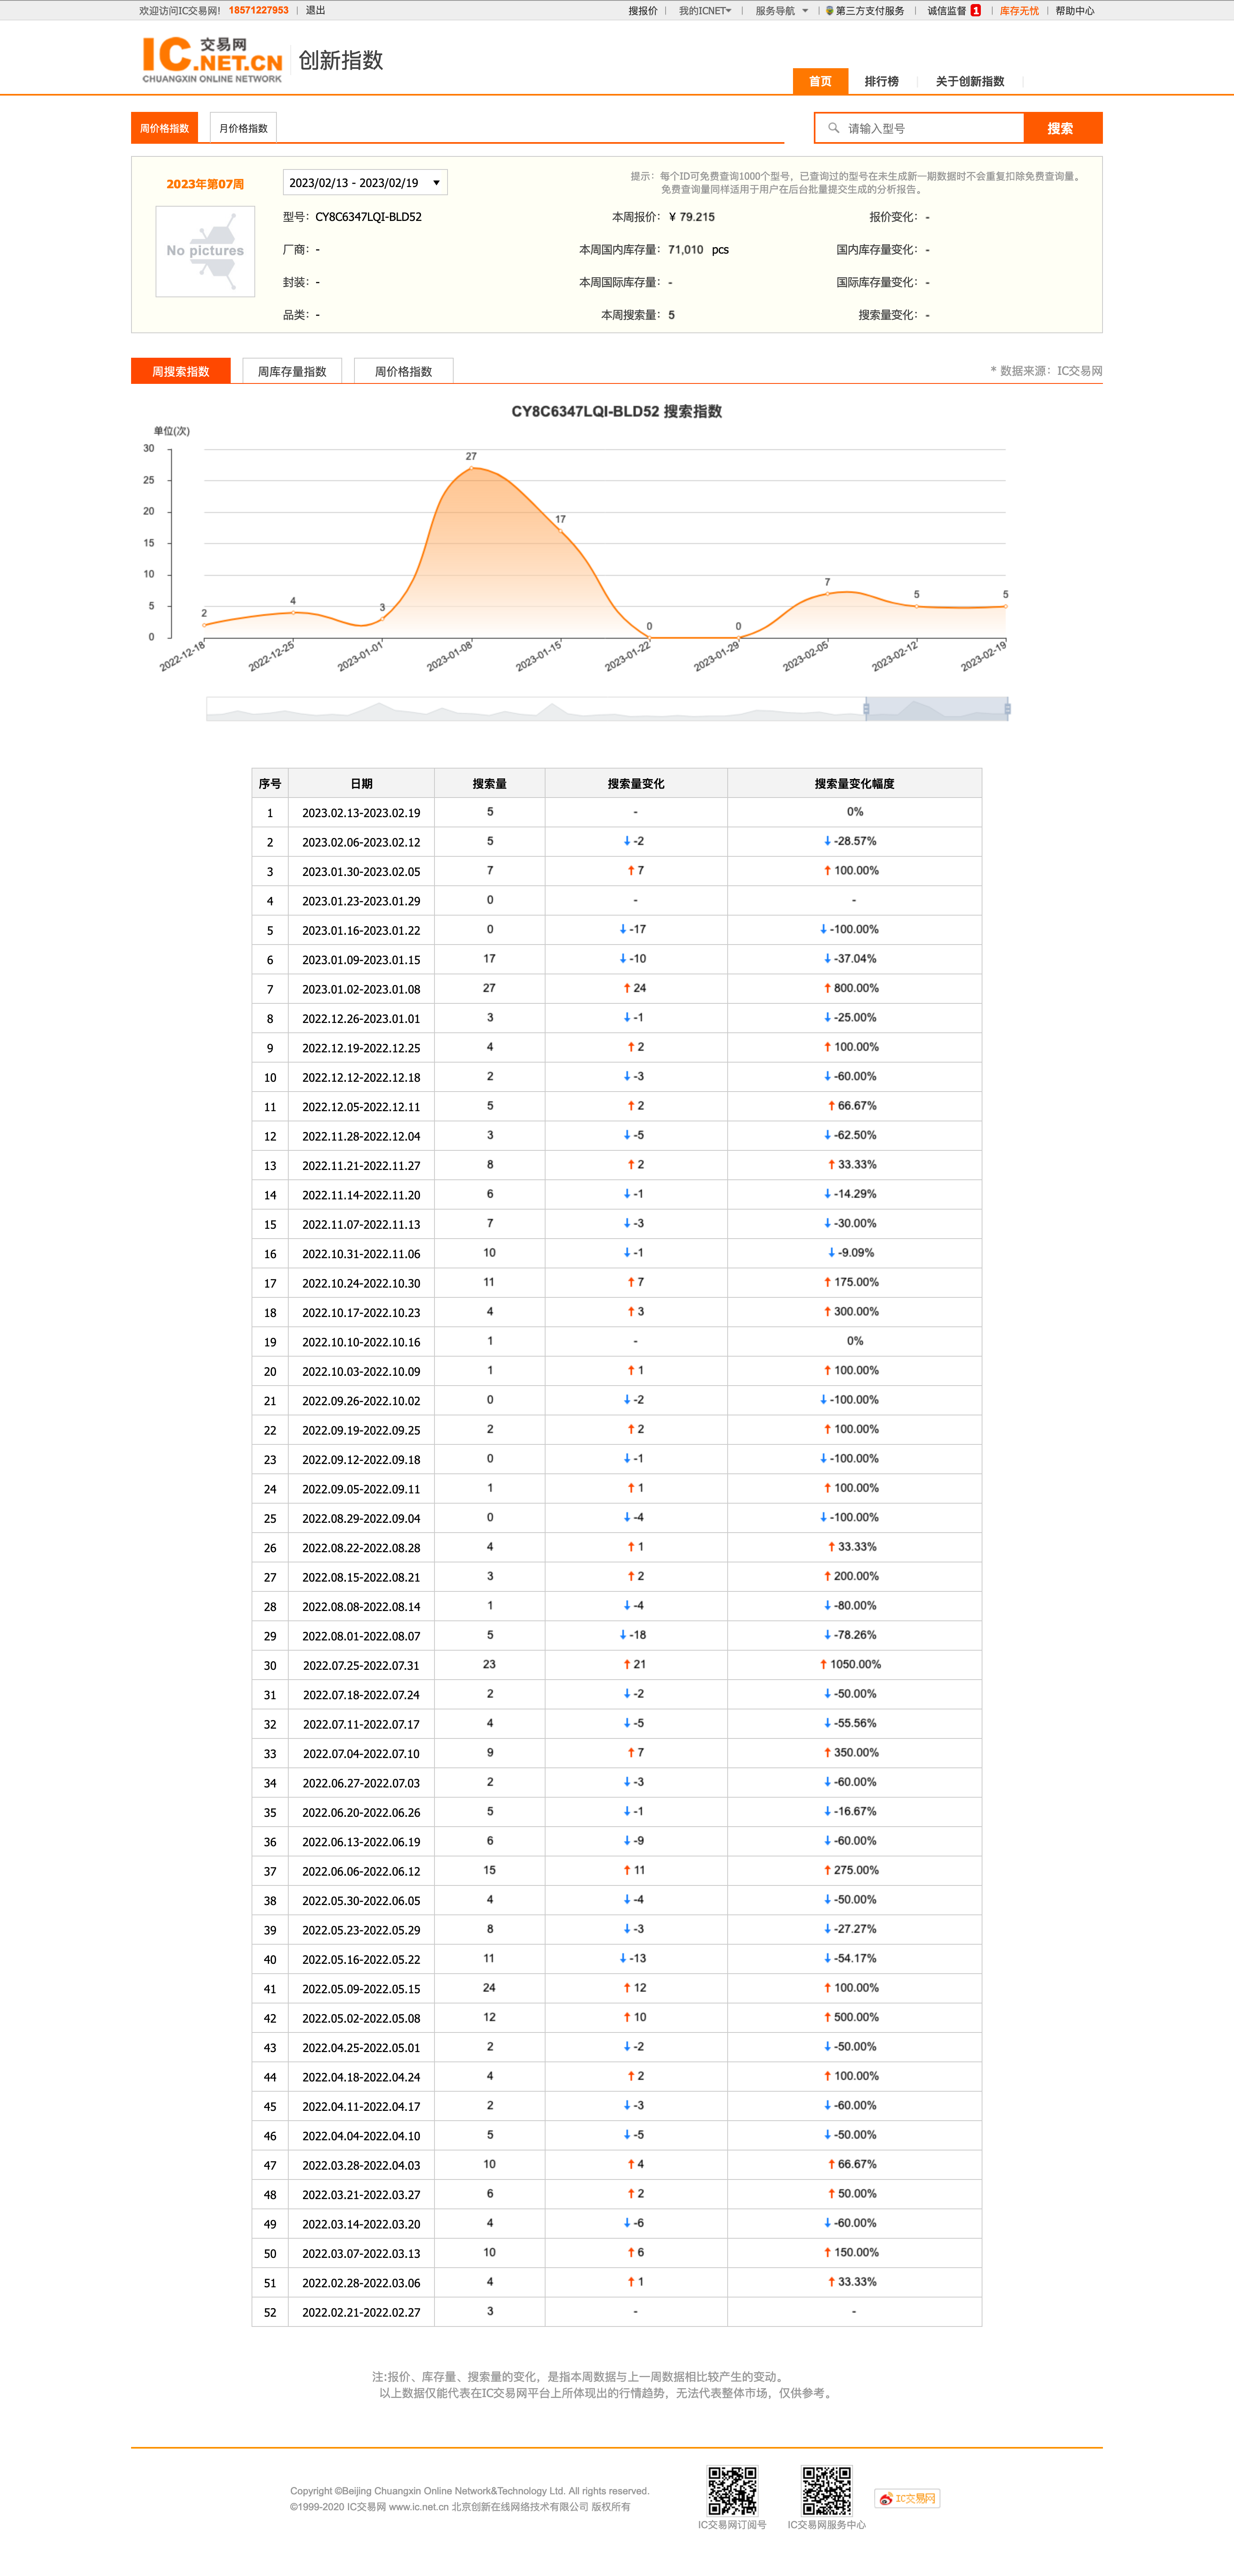 欢迎访问IC交易网! 18571227953 | 退出 搜报价 | 我的ICNET | 服务导航 | 第三方支付服务 | 诚信监督 1 | 库存无忧 | 帮助中心
IC 交易网 .NET.CN
CHUANGXIN ONLINE NETWORK
创新指数
首页 排行榜 关于创新指数
周价格指数 月价格指数 请输入型号 搜索
2023年第07周 2023/02/13 - 2023/02/19
提示：每个ID可免费查询1000个型号，已查询过的型号在未生成新一期数据时不会重复扣除免费查询量。
免费查询量同样适用于用户在后台批量提交生成的分析报告。
No pictures
型号：CY8C6347LQI-BLD52 本周报价：¥ 79.215 报价变化：-
厂商：- 本周国内库存量：71,010 pcs 国内库存量变化：-
封装：- 本周国际库存量：- 国际库存量变化：-
品类：- 本周搜索量：5 搜索量变化：-
周搜索指数 周库存量指数 周价格指数 * 数据来源：IC交易网
CY8C6347LQI-BLD52 搜索指数
单位(次)
30
25
20
15
10
5
0
2 4 3 27 17 0 0 7 5 5
2022-12-18 2022-12-25 2023-01-01 2023-01-08 2023-01-15 2023-01-22 2023-01-29 2023-02-05 2023-02-12 2023-02-19
序号 日期 搜索量 搜索量变化 搜索量变化幅度
1 2023.02.13-2023.02.19 5 - 0%
2 2023.02.06-2023.02.12 5 ↓-2 ↓-28.57%
3 2023.01.30-2023.02.05 7 ↑7 ↑100.00%
4 2023.01.23-2023.01.29 0 - -
5 2023.01.16-2023.01.22 0 ↓-17 ↓-100.00%
6 2023.01.09-2023.01.15 17 ↓-10 ↓-37.04%
7 2023.01.02-2023.01.08 27 ↑24 ↑800.00%
8 2022.12.26-2023.01.01 3 ↓-1 ↓-25.00%
9 2022.12.19-2022.12.25 4 ↑2 ↑100.00%
10 2022.12.12-2022.12.18 2 ↓-3 ↓-60.00%
11 2022.12.05-2022.12.11 5 ↑2 ↑66.67%
12 2022.11.28-2022.12.04 3 ↓-5 ↓-62.50%
13 2022.11.21-2022.11.27 8 ↑2 ↑33.33%
14 2022.11.14-2022.11.20 6 ↓-1 ↓-14.29%
15 2022.11.07-2022.11.13 7 ↓-3 ↓-30.00%
16 2022.10.31-2022.11.06 10 ↓-1 ↓-9.09%
17 2022.10.24-2022.10.30 11 ↑7 ↑175.00%
18 2022.10.17-2022.10.23 4 ↑3 ↑300.00%
19 2022.10.10-2022.10.16 1 - 0%
20 2022.10.03-2022.10.09 1 ↑1 ↑100.00%
21 2022.09.26-2022.10.02 0 ↓-2 ↓-100.00%
22 2022.09.19-2022.09.25 2 ↑2 ↑100.00%
23 2022.09.12-2022.09.18 0 ↓-1 ↓-100.00%
24 2022.09.05-2022.09.11 1 ↑1 ↑100.00%
25 2022.08.29-2022.09.04 0 ↓-4 ↓-100.00%
26 2022.08.22-2022.08.28 4 ↑1 ↑33.33%
27 2022.08.15-2022.08.21 3 ↑2 ↑200.00%
28 2022.08.08-2022.08.14 1 ↓-4 ↓-80.00%
29 2022.08.01-2022.08.07 5 ↓-18 ↓-78.26%
30 2022.07.25-2022.07.31 23 ↑21 ↑1050.00%
31 2022.07.18-2022.07.24 2 ↓-2 ↓-50.00%
32 2022.07.11-2022.07.17 4 ↓-5 ↓-55.56%
33 2022.07.04-2022.07.10 9 ↑7 ↑350.00%
34 2022.06.27-2022.07.03 2 ↓-3 ↓-60.00%
35 2022.06.20-2022.06.26 5 ↓-1 ↓-16.67%
36 2022.06.13-2022.06.19 6 ↓-9 ↓-60.00%
37 2022.06.06-2022.06.12 15 ↑11 ↑275.00%
38 2022.05.30-2022.06.05 4 ↓-4 ↓-50.00%
39 2022.05.23-2022.05.29 8 ↓-3 ↓-27.27%
40 2022.05.16-2022.05.22 11 ↓-13 ↓-54.17%
41 2022.05.09-2022.05.15 24 ↑12 ↑100.00%
42 2022.05.02-2022.05.08 12 ↑10 ↑500.00%
43 2022.04.25-2022.05.01 2 ↓-2 ↓-50.00%
44 2022.04.18-2022.04.24 4 ↑2 ↑100.00%
45 2022.04.11-2022.04.17 2 ↓-3 ↓-60.00%
46 2022.04.04-2022.04.10 5 ↓-5 ↓-50.00%
47 2022.03.28-2022.04.03 10 ↑4 ↑66.67%
48 2022.03.21-2022.03.27 6 ↑2 ↑50.00%
49 2022.03.14-2022.03.20 4 ↓-6 ↓-60.00%
50 2022.03.07-2022.03.13 10 ↑6 ↑150.00%
51 2022.02.28-2022.03.06 4 ↑1 ↑33.33%
52 2022.02.21-2022.02.27 3 - -
注:报价、库存量、搜索量的变化，是指本周数据与上一周数据相比较产生的变动。
以上数据仅能代表在IC交易网平台上所体现出的行情趋势，无法代表整体市场，仅供参考。
Copyright ©Beijing Chuangxin Online Network&Technology Ltd. All rights reserved.
©1999-2020 IC交易网 www.ic.net.cn 北京创新在线网络技术有限公司 版权所有
IC交易网订阅号 IC交易网服务中心 IC交易网